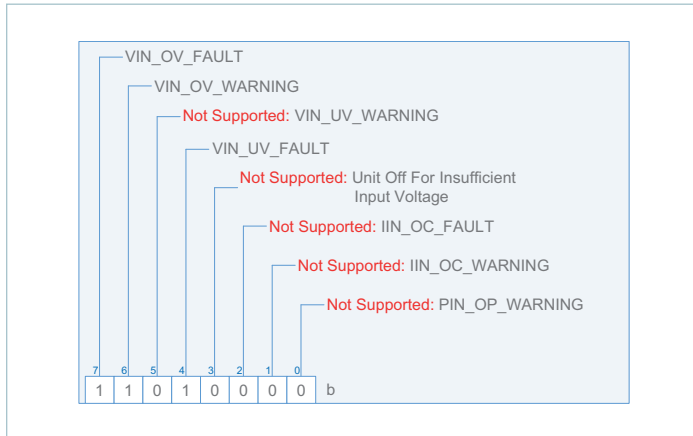 VIN_OV_FAULT
VIN_OV_WARNING
Not Supported: VIN_UV_WARNING
VIN_UV_FAULT
Not Supported: Unit Off For Insufficient
Input Voltage
Not Supported: IIN_OC_FAULT
Not Supported: IIN_OC_WARNING
Not Supported: PIN_OP_WARNING
7 6 5 4 3 2 1 0
1 1 0 1 0 0 0 0 b